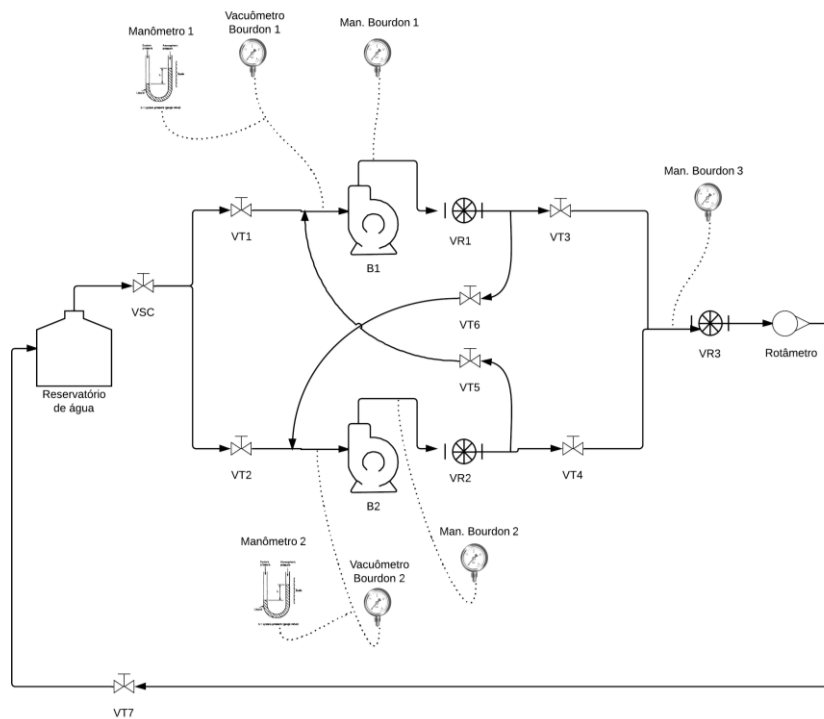 Manômetro 1
Vacuômetro
Bourdon 1
Man. Bourdon 1
Man. Bourdon 3
VT1
B1
VR1
VT3
VSC
VT6
VR3
Rotâmetro
VT5
Reservatório
de água
VT2
B2
VR2
VT4
Man. Bourdon 2
Manômetro 2
Vacuômetro
Bourdon 2
VT7